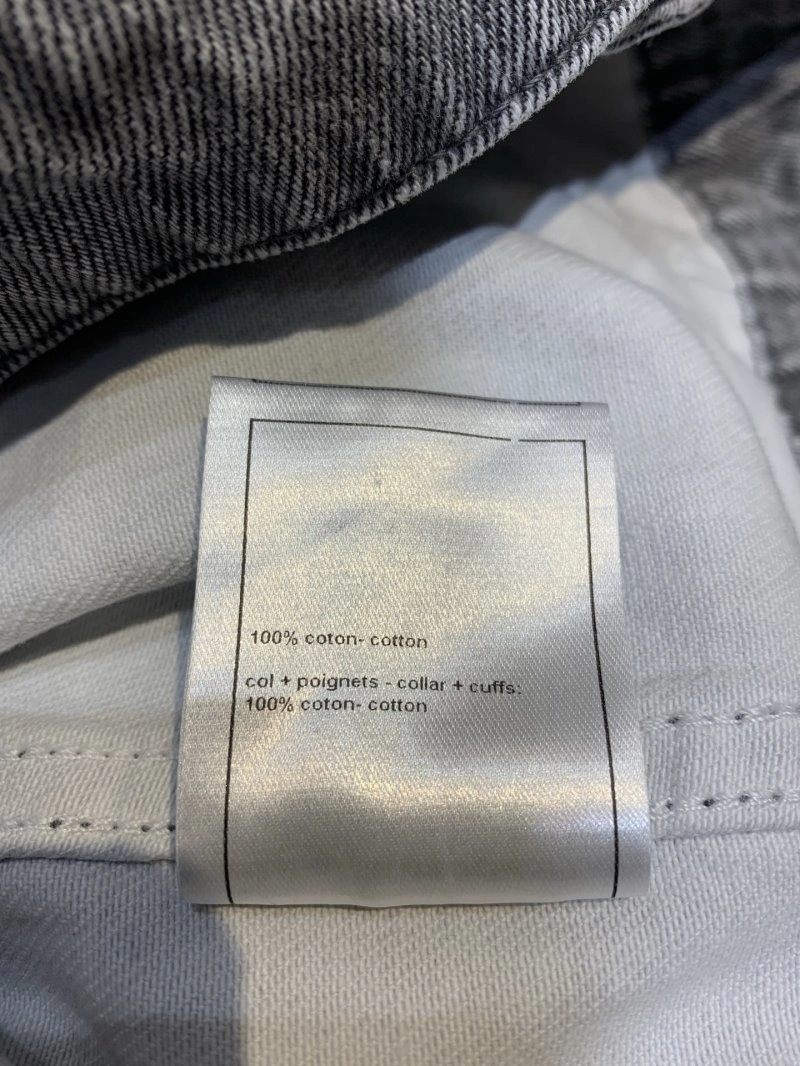 100% coton- cotton
col + poignets - collar + cuffs:
100% coton- cotton